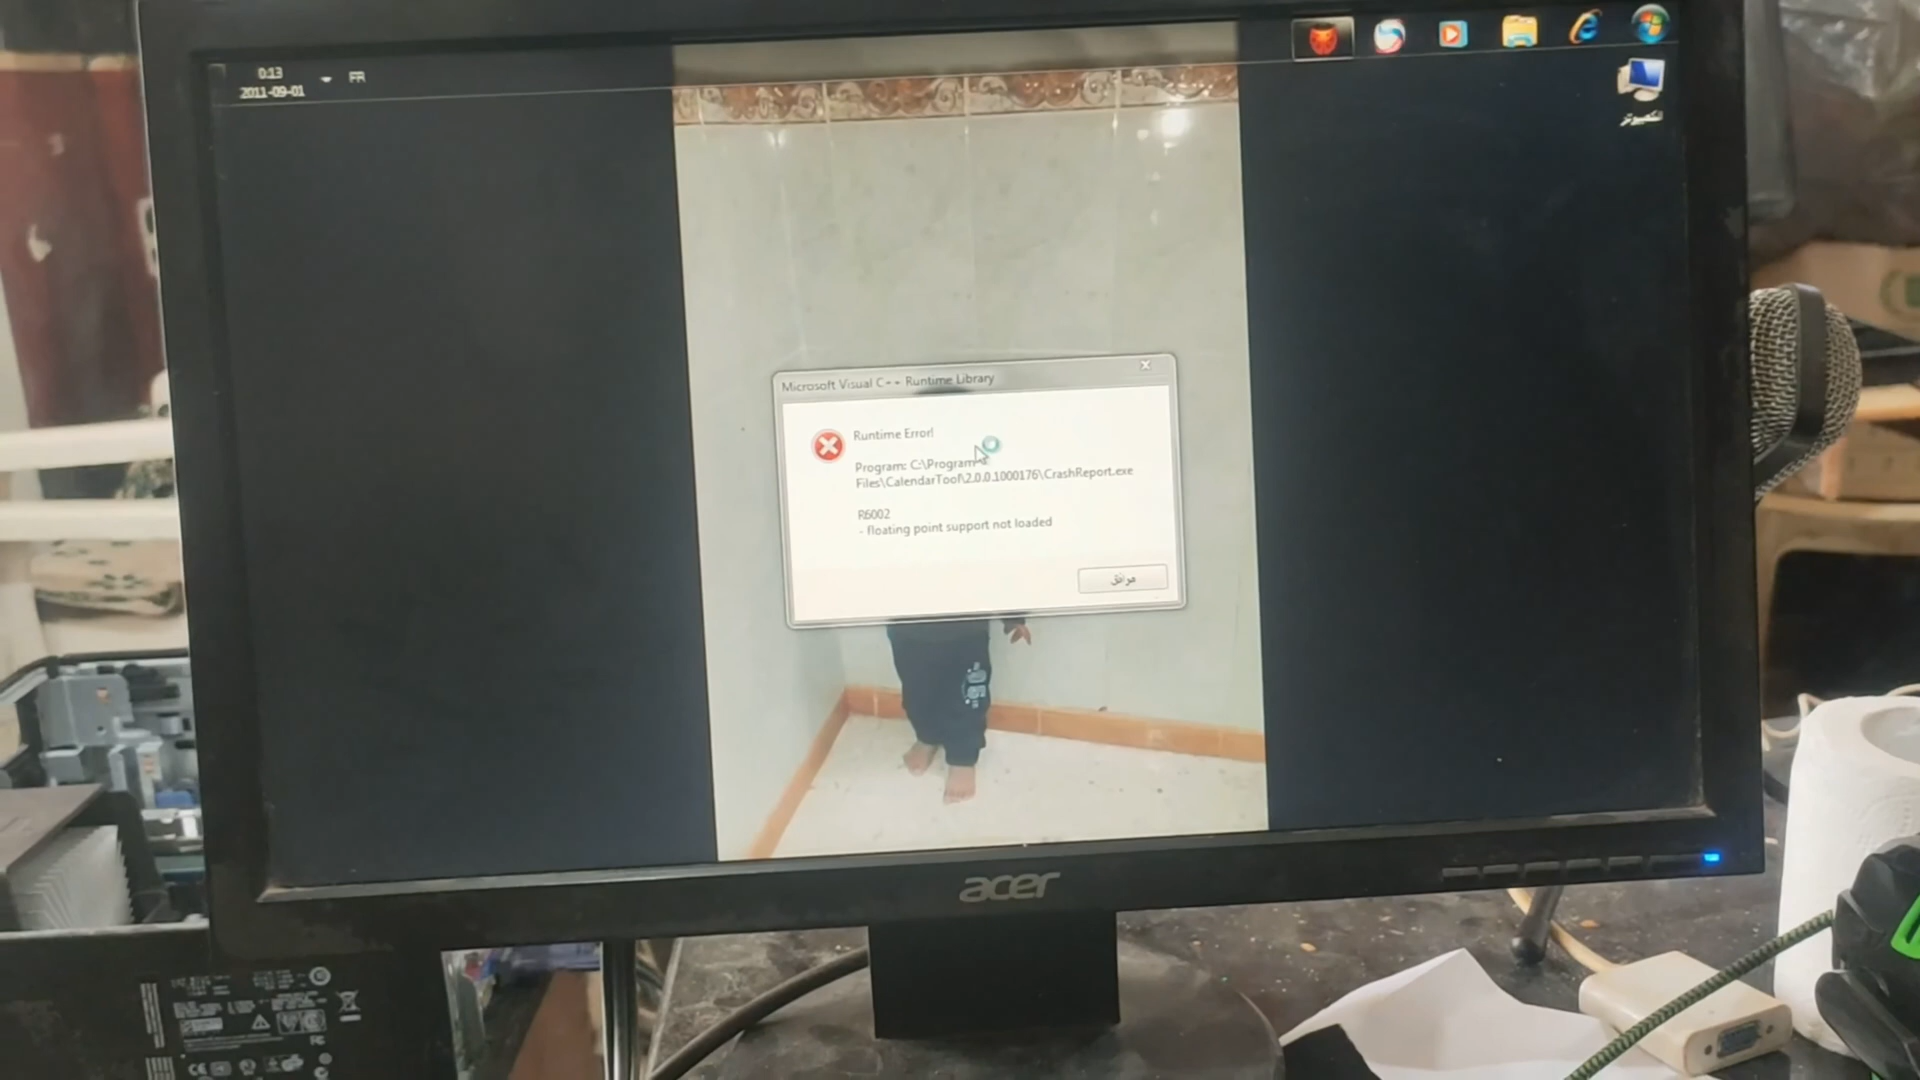 0:13
2011-09-01
FR
الكمبيوتر
Microsoft Visual C++ Runtime Library
Runtime Error!
Program: C:\Program
Files\CalendarTool\2.0.0.1000176\CrashReport.exe
R6002
- floating point support not loaded
موافق
acer